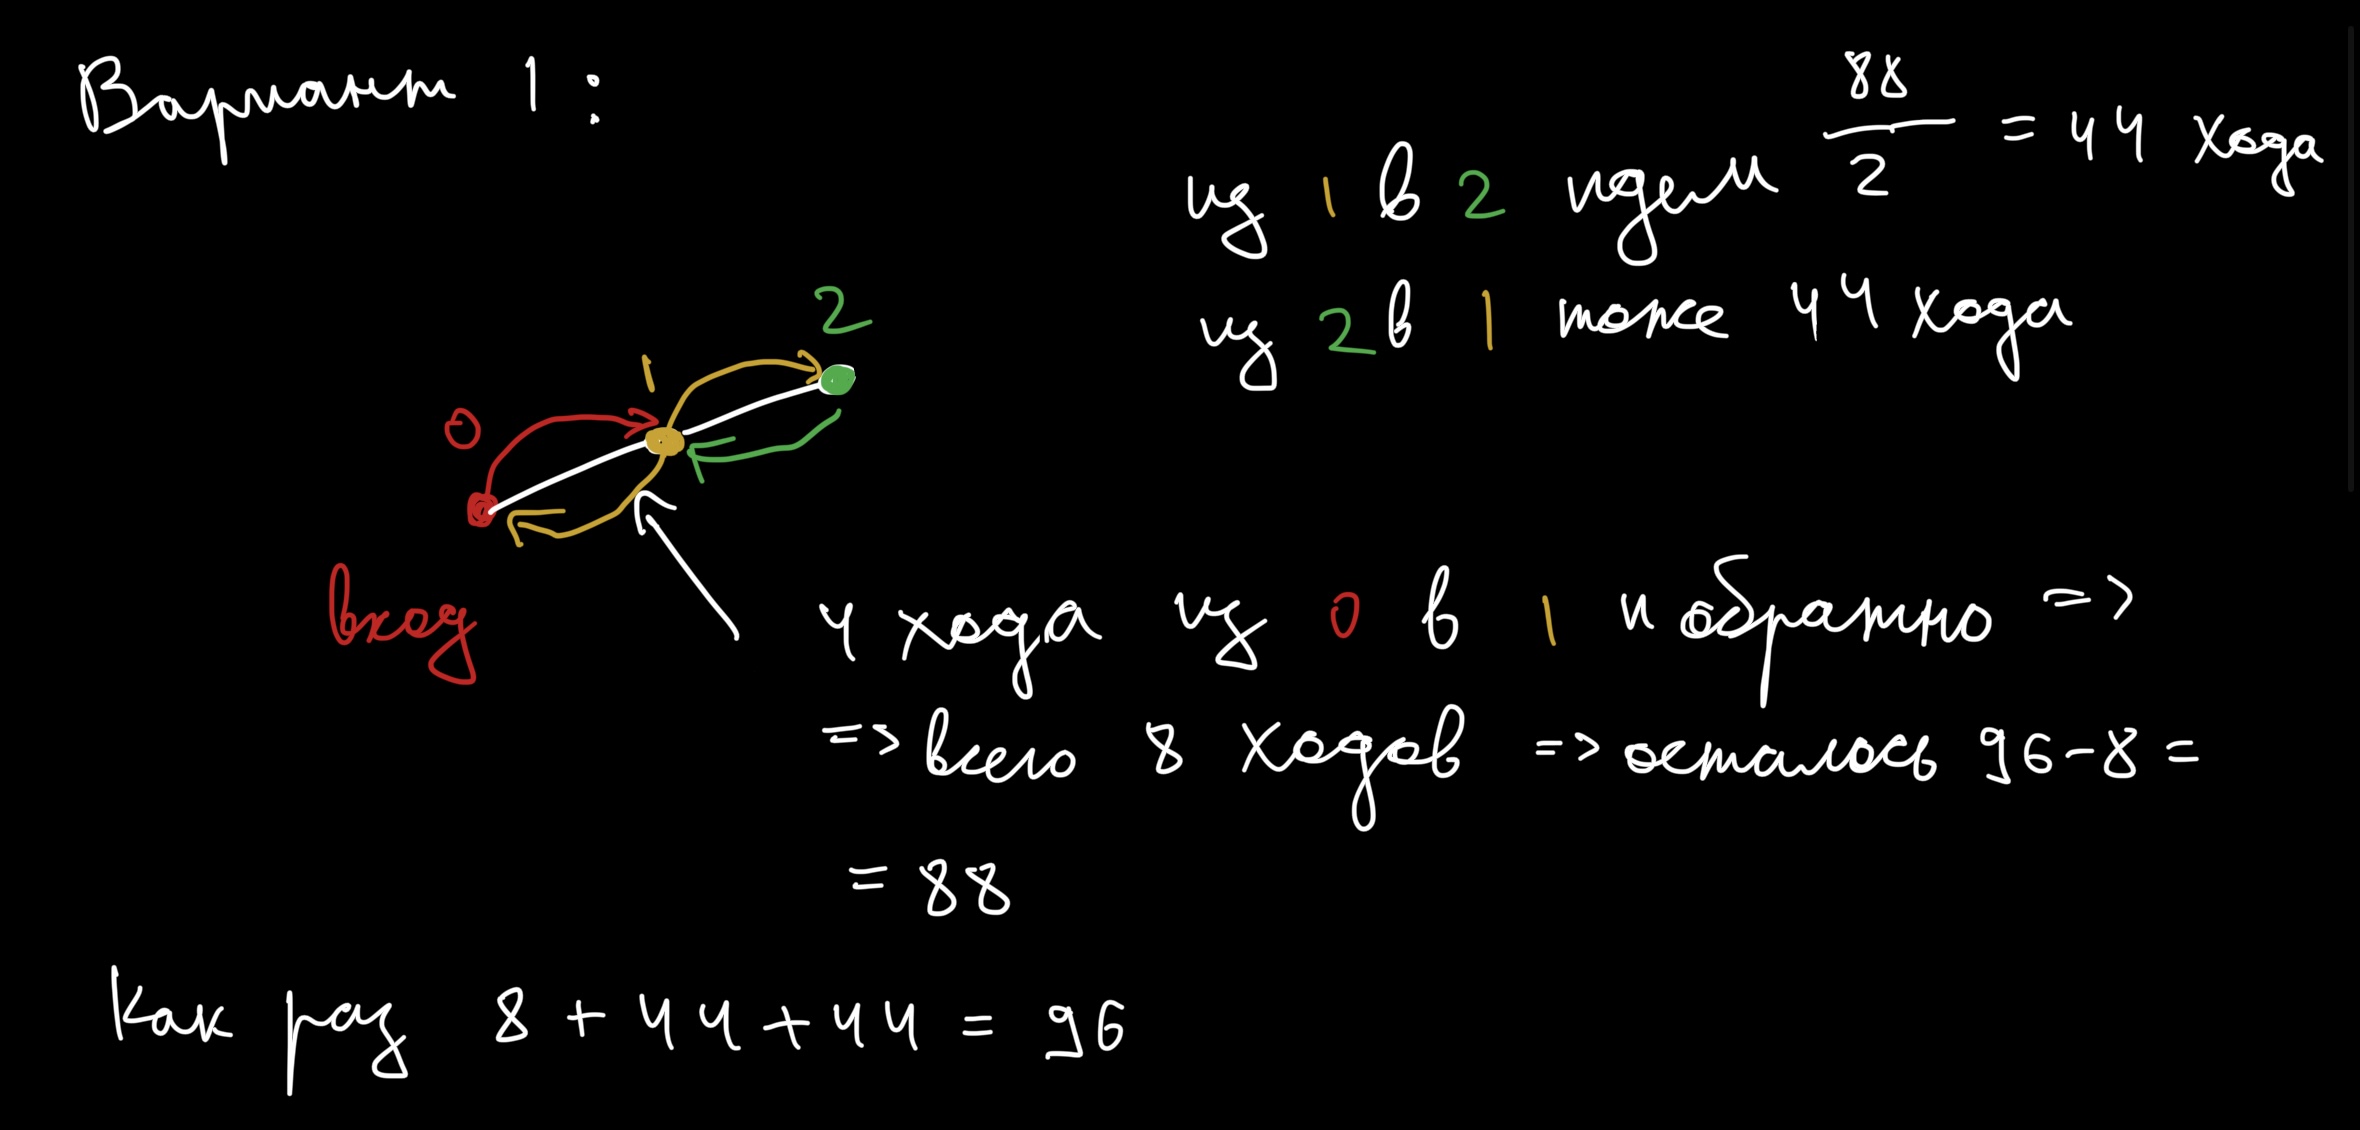 Вариант 1:
из 1 в 2 идем 88/2 = 44 хода
из 2 в 1 тоже 44 хода
2
1
0
вход
4 хода из 0 в 1 и обратно =>
=> всего 8 ходов => осталось 96-8=
= 88
Как раз 8 + 44 + 44 = 96